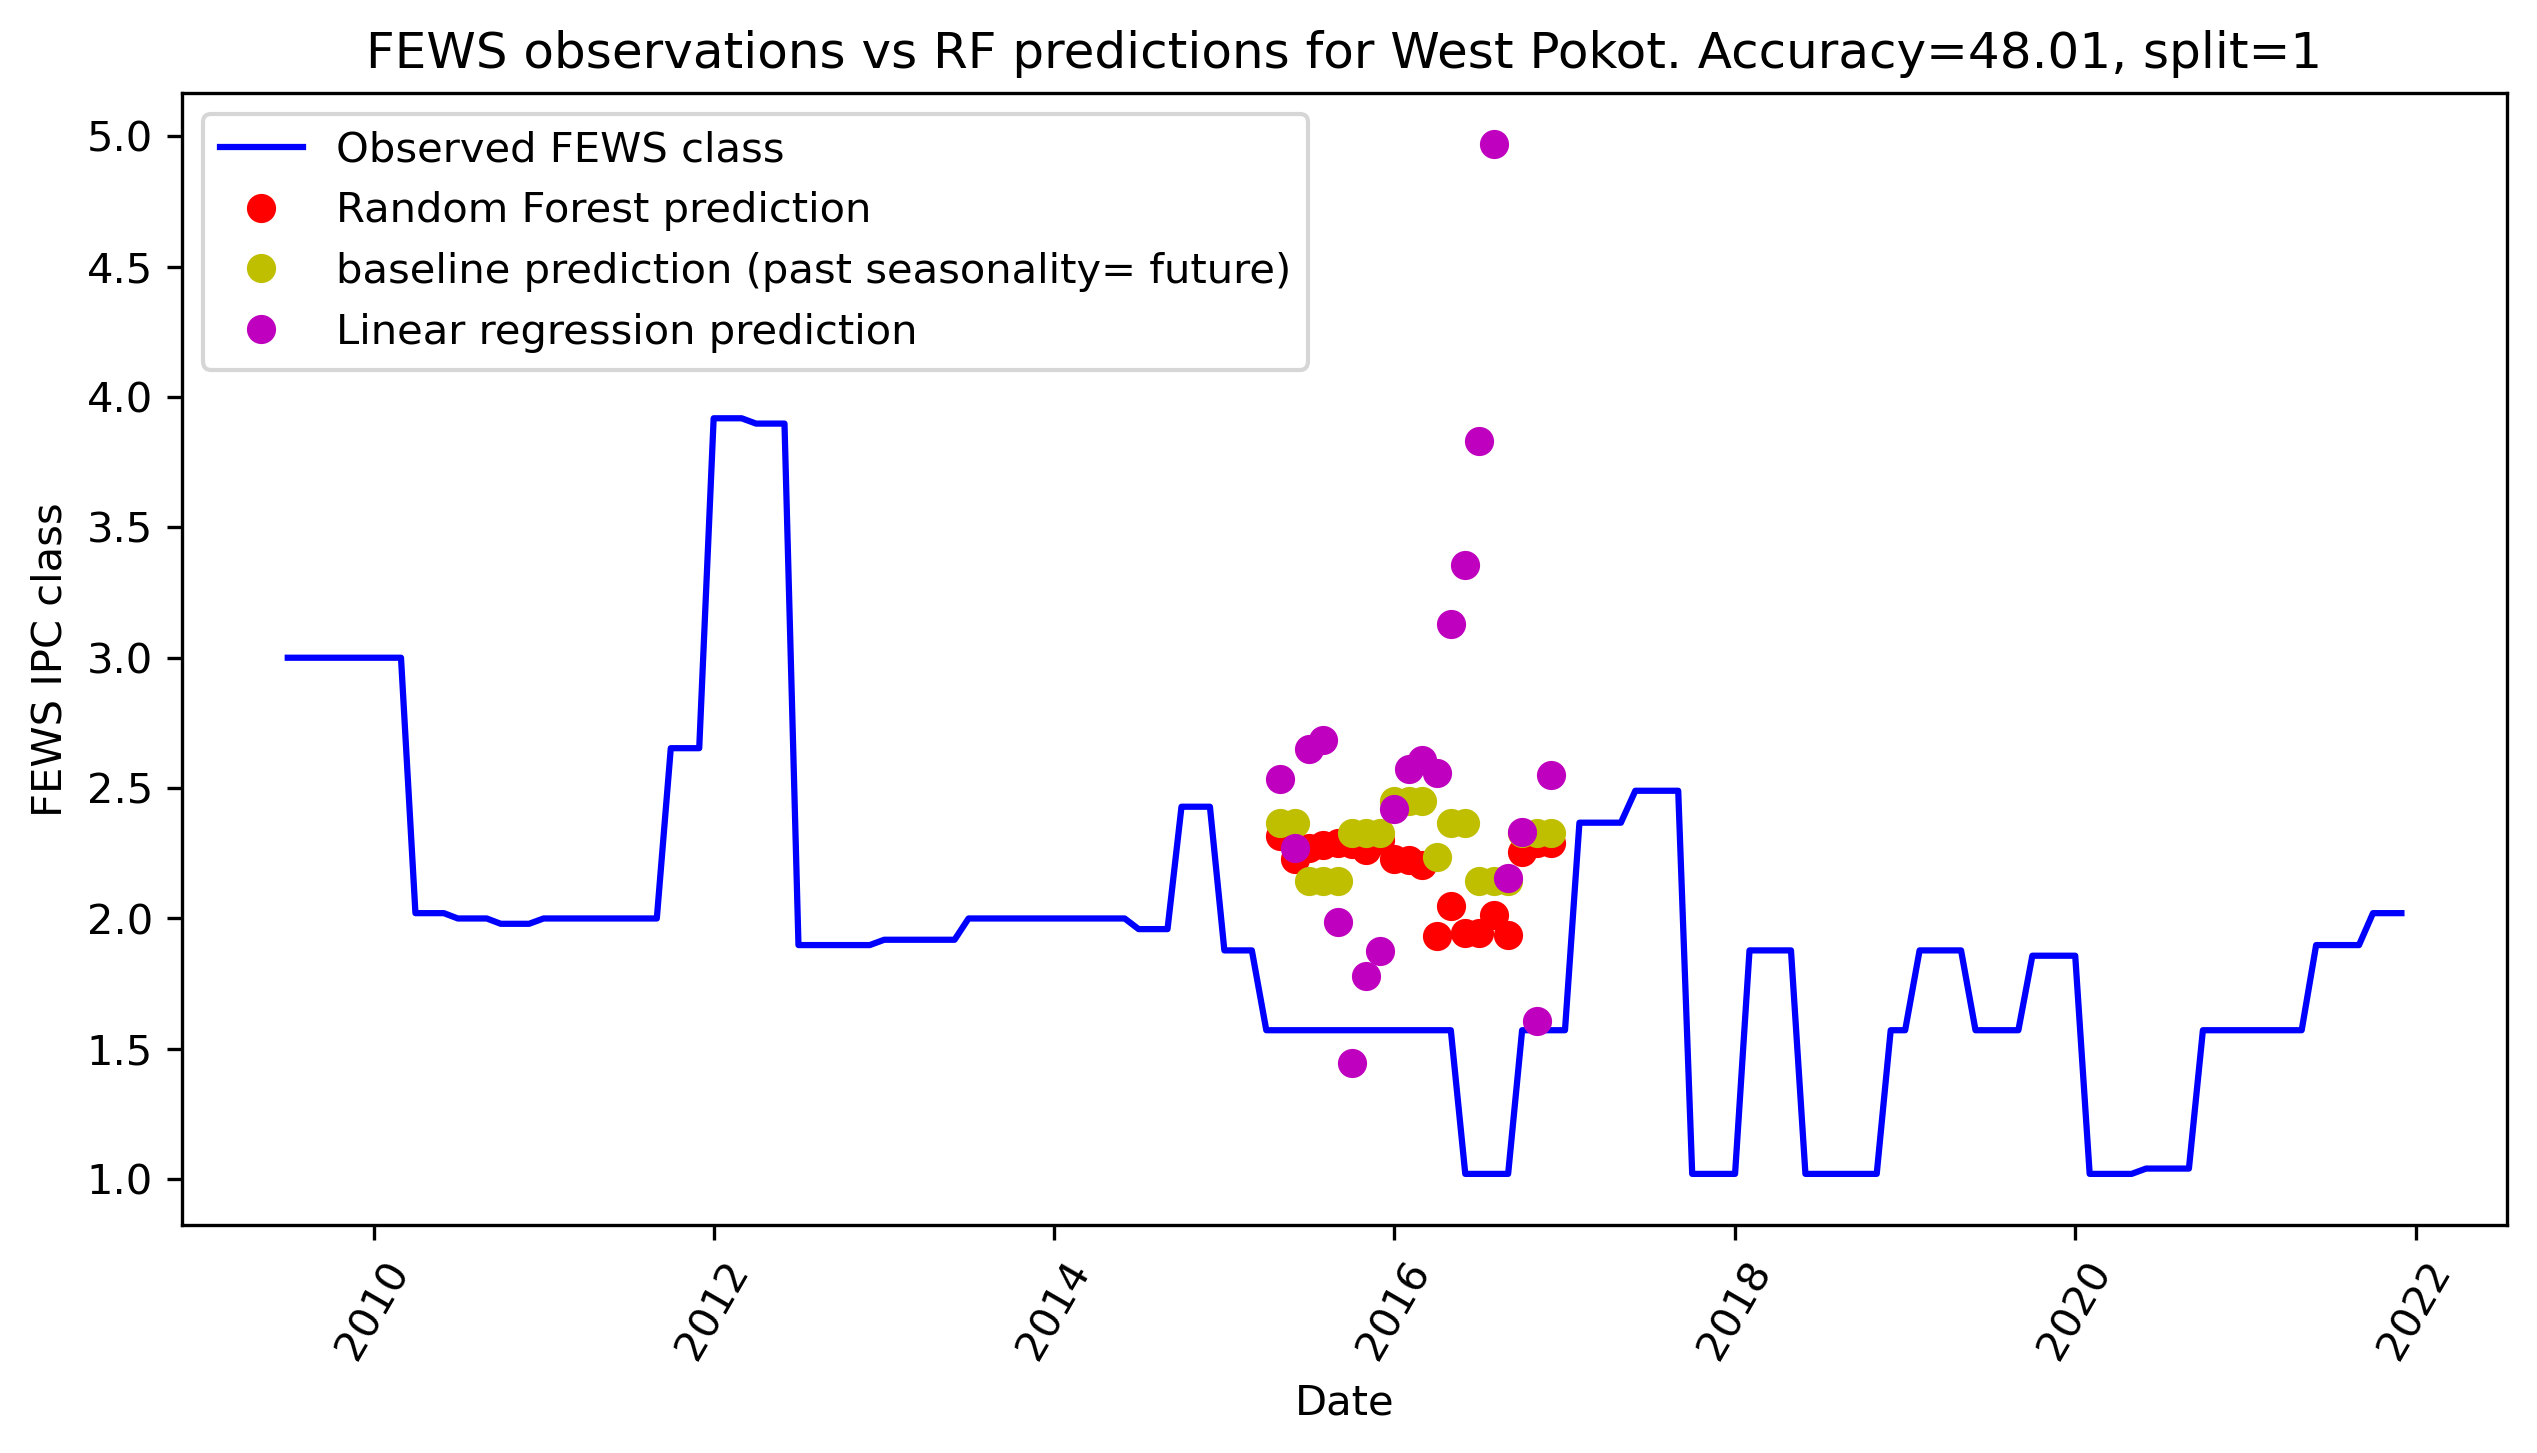 FEWS observations vs RF predictions for West Pokot. Accuracy=48.01, split=1
Observed FEWS class
Random Forest prediction
baseline prediction (past seasonality= future)
Linear regression prediction
FEWS IPC class
5.0
4.5
4.0
3.5
3.0
2.5
2.0
1.5
1.0
2010
2012
2014
2016
2018
2020
2022
Date